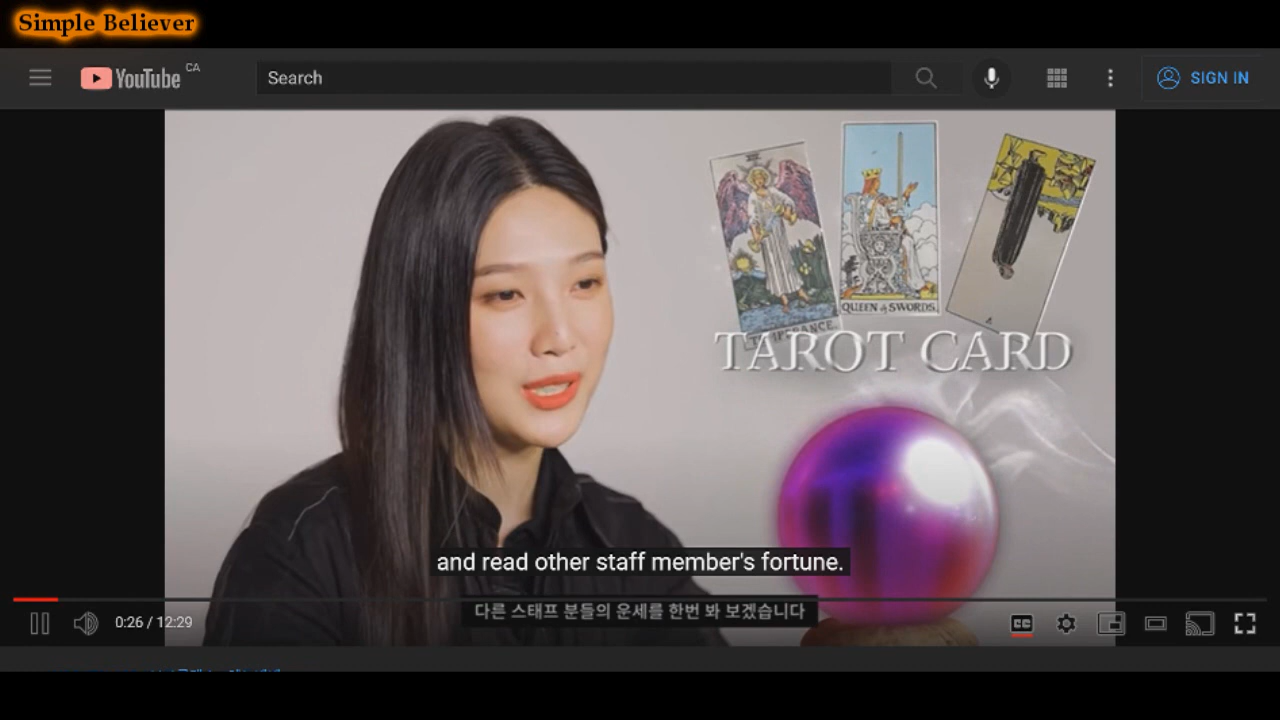 Simple Believer
YouTube CA
Search
SIGN IN
QUEEN of SWORDS.
TEMPERANCE.
TAROT CARD
and read other staff member's fortune.
다른 스태프 분들의 운세를 한번 봐 보겠습니다
0:26 / 12:29
CC